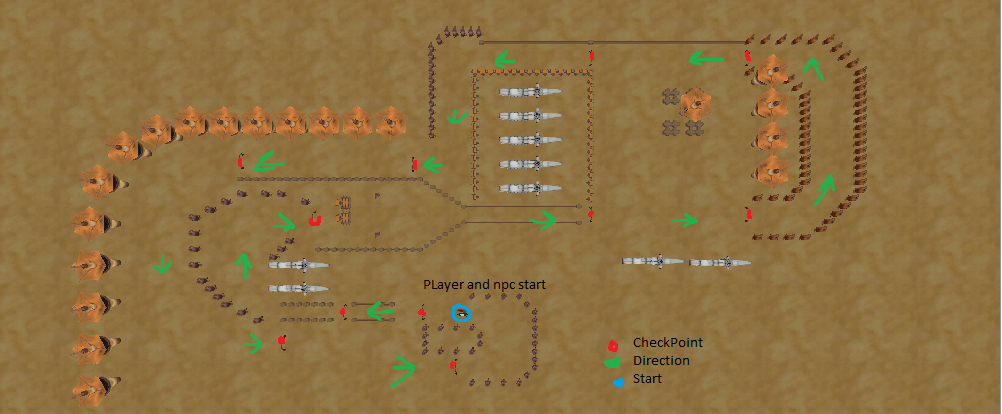 PLayer and npc start
CheckPoint
Direction
Start